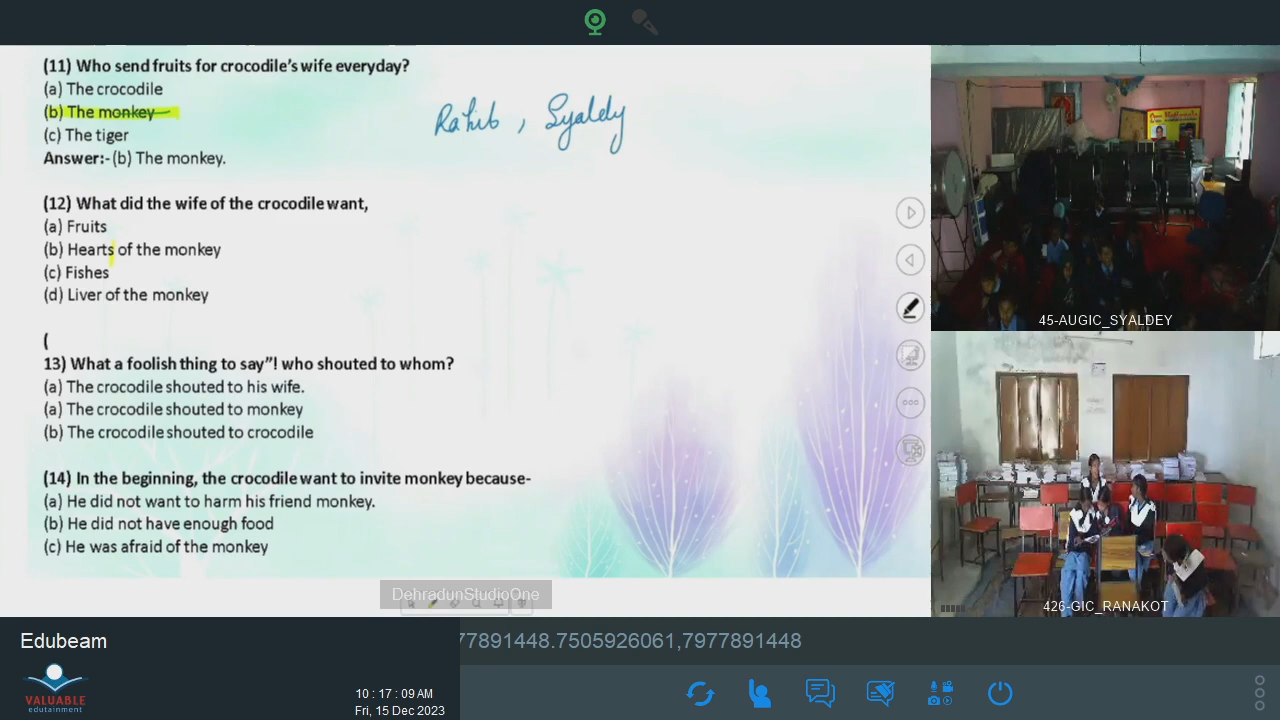 (11) Who send fruits for crocodile's wife everyday?
(a) The crocodile
(b) The monkey
(c) The tiger
Answer:- (b) The monkey.
Rahib , Syaldy
(12) What did the wife of the crocodile want,
(a) Fruits
(b) Hearts of the monkey
(c) Fishes
(d) Liver of the monkey
(
13) What a foolish thing to say”! who shouted to whom?
(a) The crocodile shouted to his wife.
(a) The crocodile shouted to monkey
(b) The crocodile shouted to crocodile
(14) In the beginning, the crocodile want to invite monkey because-
(a) He did not want to harm his friend monkey.
(b) He did not have enough food
(c) He was afraid of the monkey
DehradunStudioOne
45-AUGIC_SYALDEY
426-GIC_RANAKOT
Edubeam
77891448.7505926061,7977891448
VALUABLE
edutainment
10 : 17 : 09 AM
Fri, 15 Dec 2023